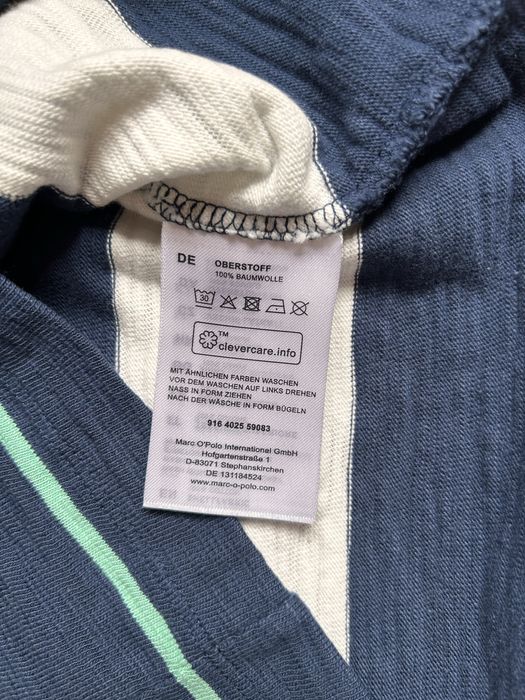 DE OBERSTOFF
100% BAUMWOLLE
30
™
clevercare.info
MIT ÄHNLICHEN FARBEN WASCHEN
VOR DEM WASCHEN AUF LINKS DREHEN
NASS IN FORM ZIEHEN
NACH DER WÄSCHE IN FORM BÜGELN
916 4025 59083
Marc O'Polo International GmbH
Hofgartenstraße 1
D-83071 Stephanskirchen
DE 131184524
www.marc-o-polo.com